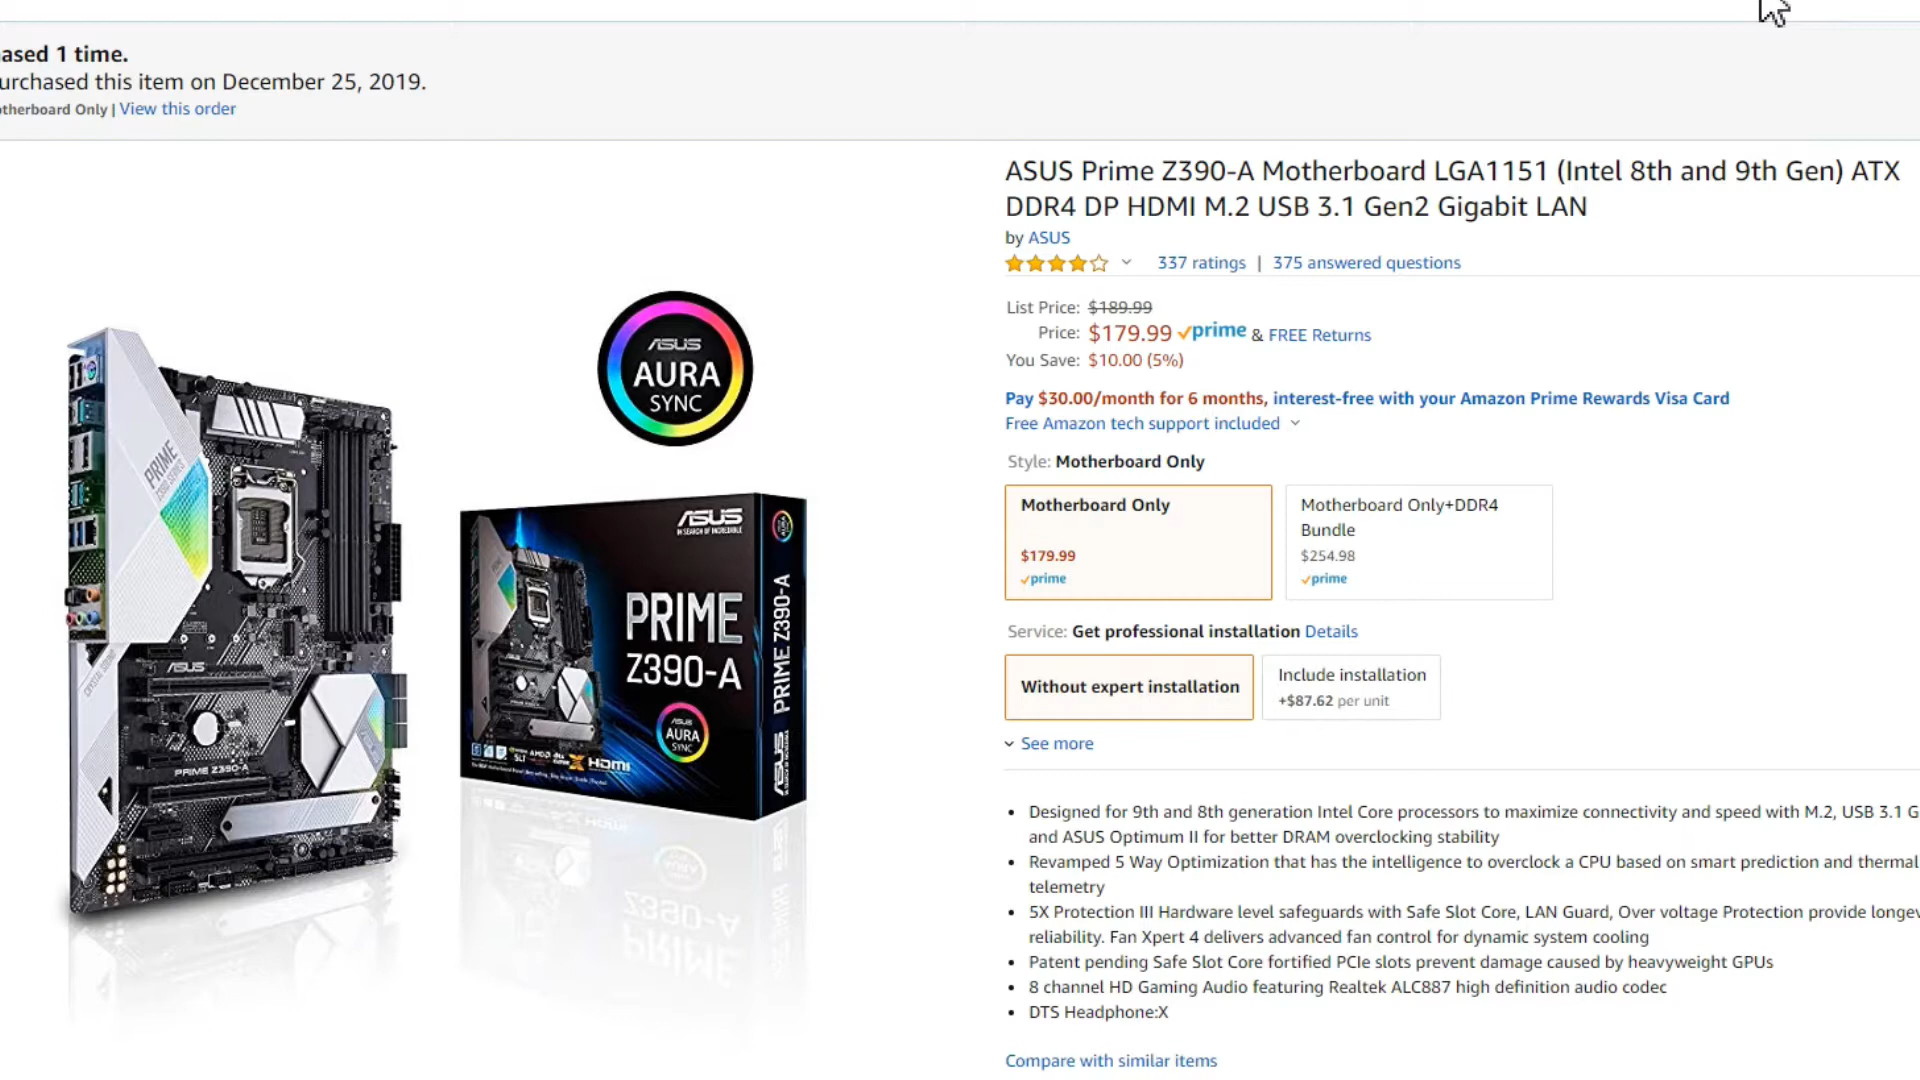 ased 1 time.
urchased this item on December 25, 2019.
otherboard Only | View this order
ASUS Prime Z390-A Motherboard LGA1151 (Intel 8th and 9th Gen) ATX
DDR4 DP HDMI M.2 USB 3.1 Gen2 Gigabit LAN
by ASUS
337 ratings | 375 answered questions
List Price: $189.99
Price: $179.99 prime & FREE Returns
You Save: $10.00 (5%)
Pay $30.00/month for 6 months, interest-free with your Amazon Prime Rewards Visa Card
Free Amazon tech support included
Style: Motherboard Only
Motherboard Only
$179.99
prime
Motherboard Only+DDR4
Bundle
$254.98
prime
Service: Get professional installation Details
Without expert installation
Include installation
+$87.62 per unit
See more
Designed for 9th and 8th generation Intel Core processors to maximize connectivity and speed with M.2, USB 3.1 G
and ASUS Optimum II for better DRAM overclocking stability
Revamped 5 Way Optimization that has the intelligence to overclock a CPU based on smart prediction and thermal
telemetry
5X Protection III Hardware level safeguards with Safe Slot Core, LAN Guard, Over voltage Protection provide longev
reliability. Fan Xpert 4 delivers advanced fan control for dynamic system cooling
Patent pending Safe Slot Core fortified PCIe slots prevent damage caused by heavyweight GPUs
8 channel HD Gaming Audio featuring Realtek ALC887 high definition audio codec
DTS Headphone:X
Compare with similar items
ASUS
AURA
SYNC
PRIME
Z390 SERIES
ASUS
PRIME Z390-A
ASUS
IN SEARCH OF INCREDIBLE
PRIME
Z390-A
ASUS
AURA
SYNC
SLI
AMD
HDMI
PRIME Z390-A
ASUS